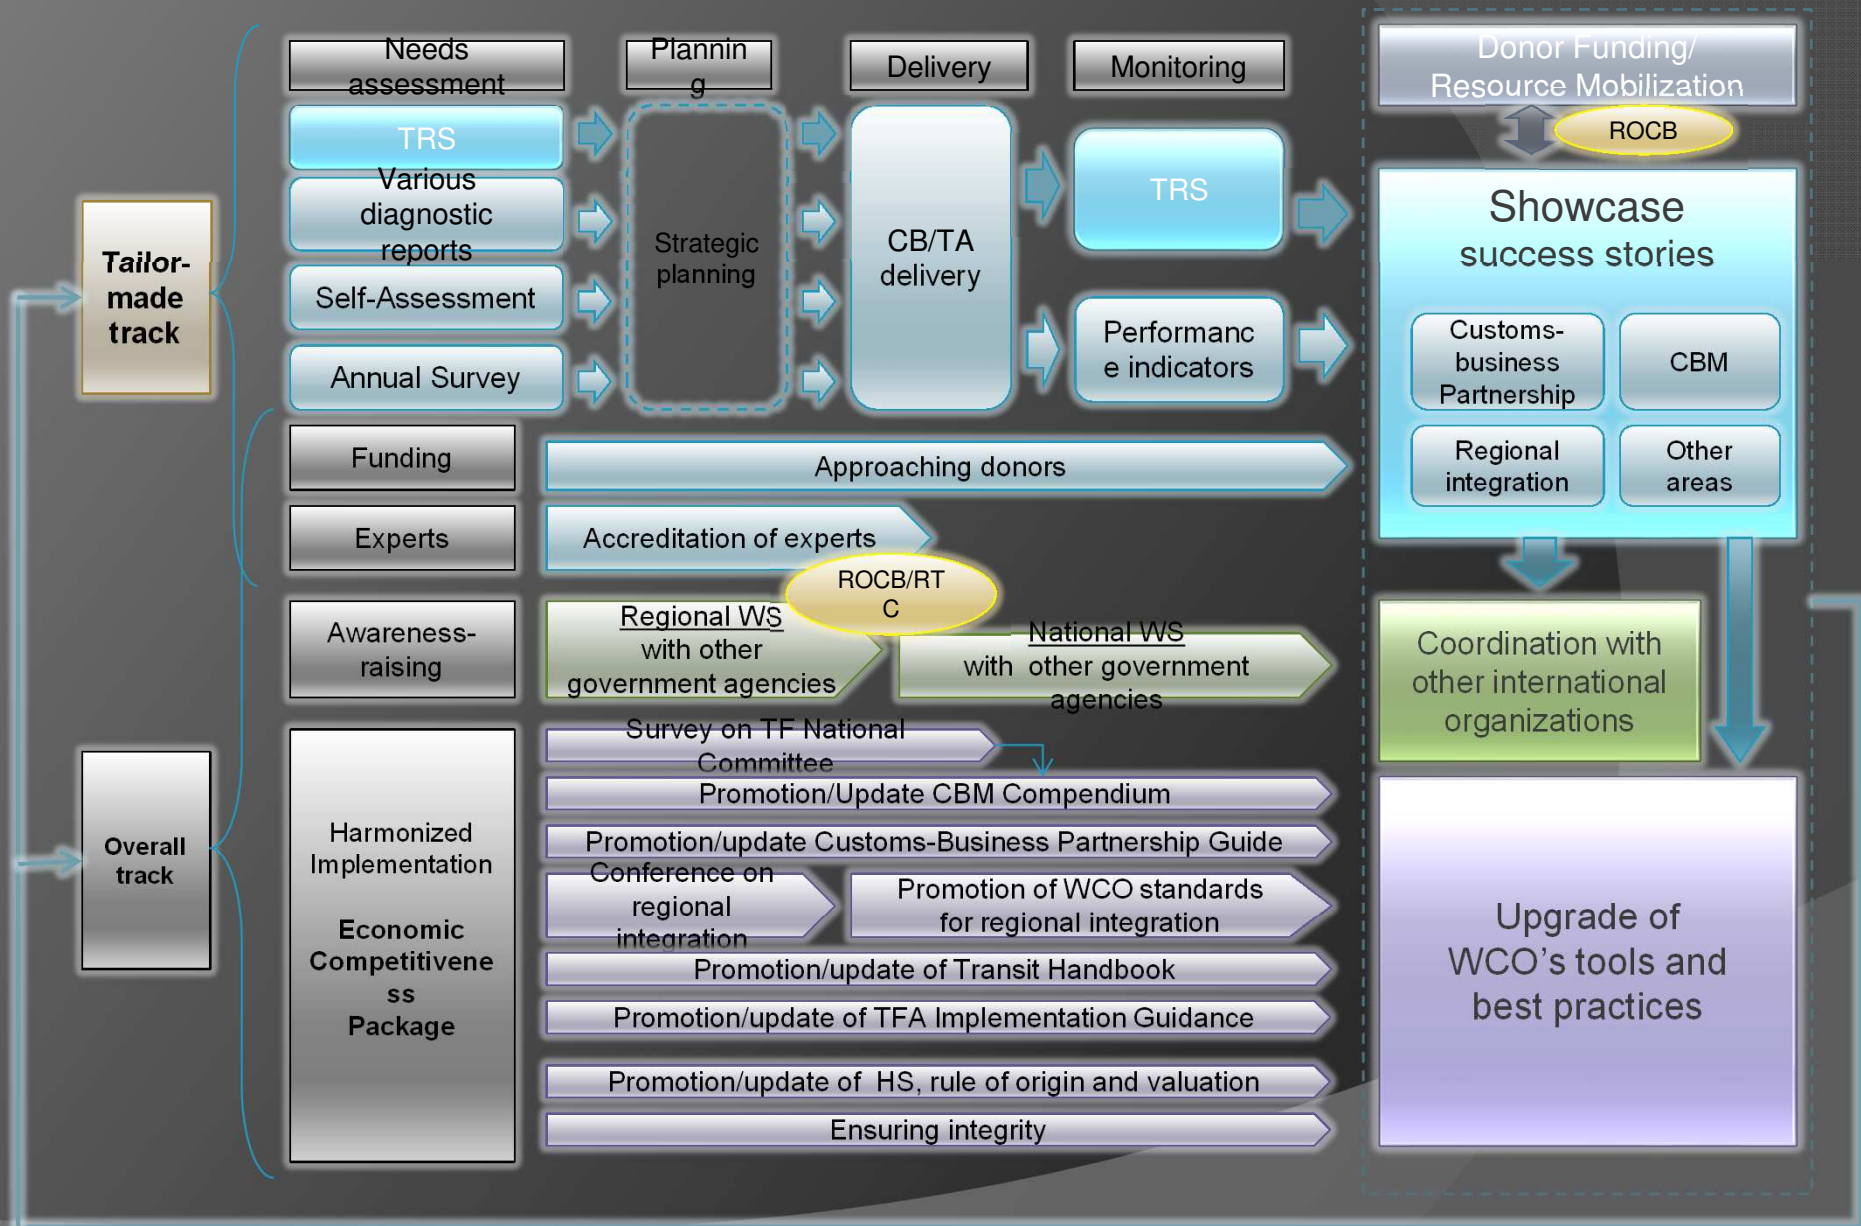 Needs
assessment
Plannin
g
Delivery
Monitoring
Donor Funding/
Resource Mobilization
ROCB
TRS
Various
diagnostic
reports
Self-Assessment
Annual Survey
Strategic
planning
CB/TA
delivery
TRS
Performanc
e indicators
Showcase
success stories
Customs-
business
Partnership
CBM
Regional
integration
Other
areas
Tailor-
made
track
Funding
Approaching donors
Experts
Accreditation of experts
ROCB/RT
C
Awareness-
raising
Regional WS
with other
government agencies
National WS
with other government
agencies
Coordination with
other international
organizations
Overall
track
Harmonized
Implementation
Economic
Competitivene
ss
Package
Survey on TF National
Committee
Promotion/Update CBM Compendium
Promotion/update Customs-Business Partnership Guide
Conference on
regional
integration
Promotion of WCO standards
for regional integration
Promotion/update of Transit Handbook
Promotion/update of TFA Implementation Guidance
Promotion/update of HS, rule of origin and valuation
Ensuring integrity
Upgrade of
WCO's tools and
best practices